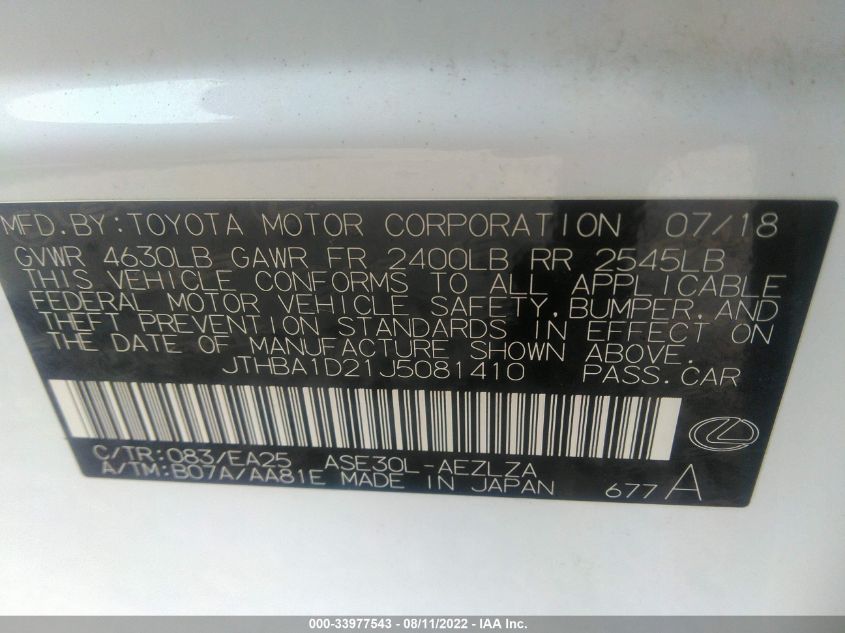 MFD. BY: TOYOTA MOTOR CORPORATION 07/18
GVWR 4630LB GAWR FR 2400LB RR 2545LB
THIS VEHICLE CONFORMS TO ALL APPLICABLE
FEDERAL MOTOR VEHICLE SAFETY, BUMPER, AND
THEFT PREVENTION STANDARDS IN EFFECT ON
THE DATE OF MANUFACTURE SHOWN ABOVE.
JTHBA1D21J5081410 PASS. CAR
C/TR: 083/EA25 ASE30L-AEZLZA
A/TM: B07A/AA81E MADE IN JAPAN 677 A
000-33977543 - 08/11/2022 - IAA Inc.